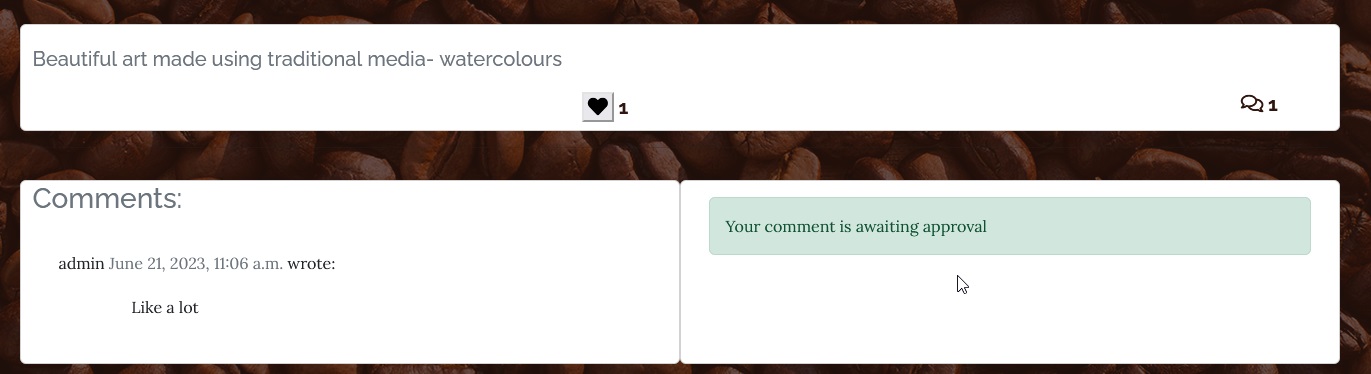 Beautiful art made using traditional media- watercolours
1
1
Comments:
admin June 21, 2023, 11:06 a.m. wrote:
Like a lot
Your comment is awaiting approval